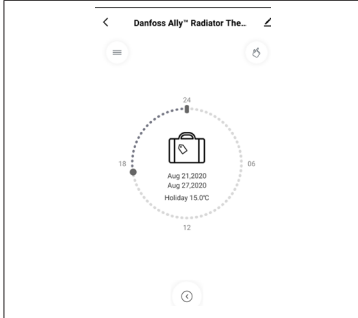 Danfoss Ally™ Radiator The..
24
18
06
Aug 21,2020
Aug 27,2020
Holiday 15.0°C
12